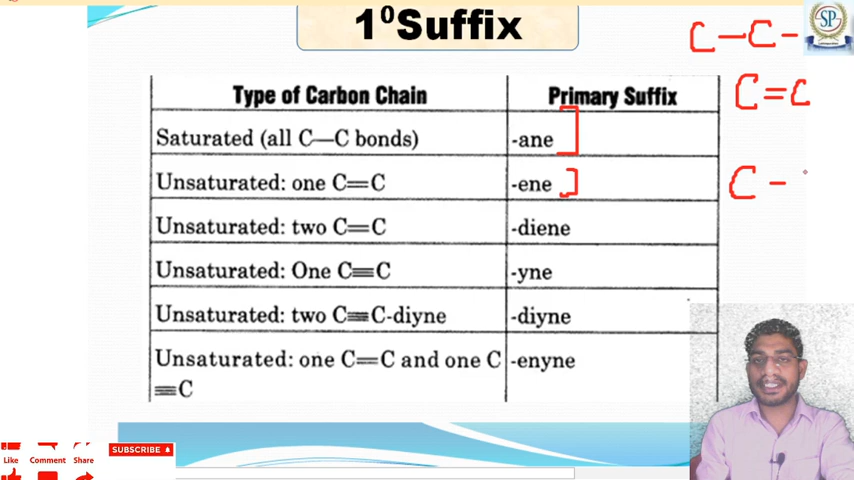 1⁰Suffix
C—C-
SP
Type of Carbon Chain Primary Suffix
C=C
Saturated (all C—C bonds) -ane
Unsaturated: one C=C -ene
C -
Unsaturated: two C=C -diene
Unsaturated: One C≡C -yne
Unsaturated: two C≡C-diyne -diyne
Unsaturated: one C=C and one C -enyne
≡C
SUBSCRIBE
Like Comment Share